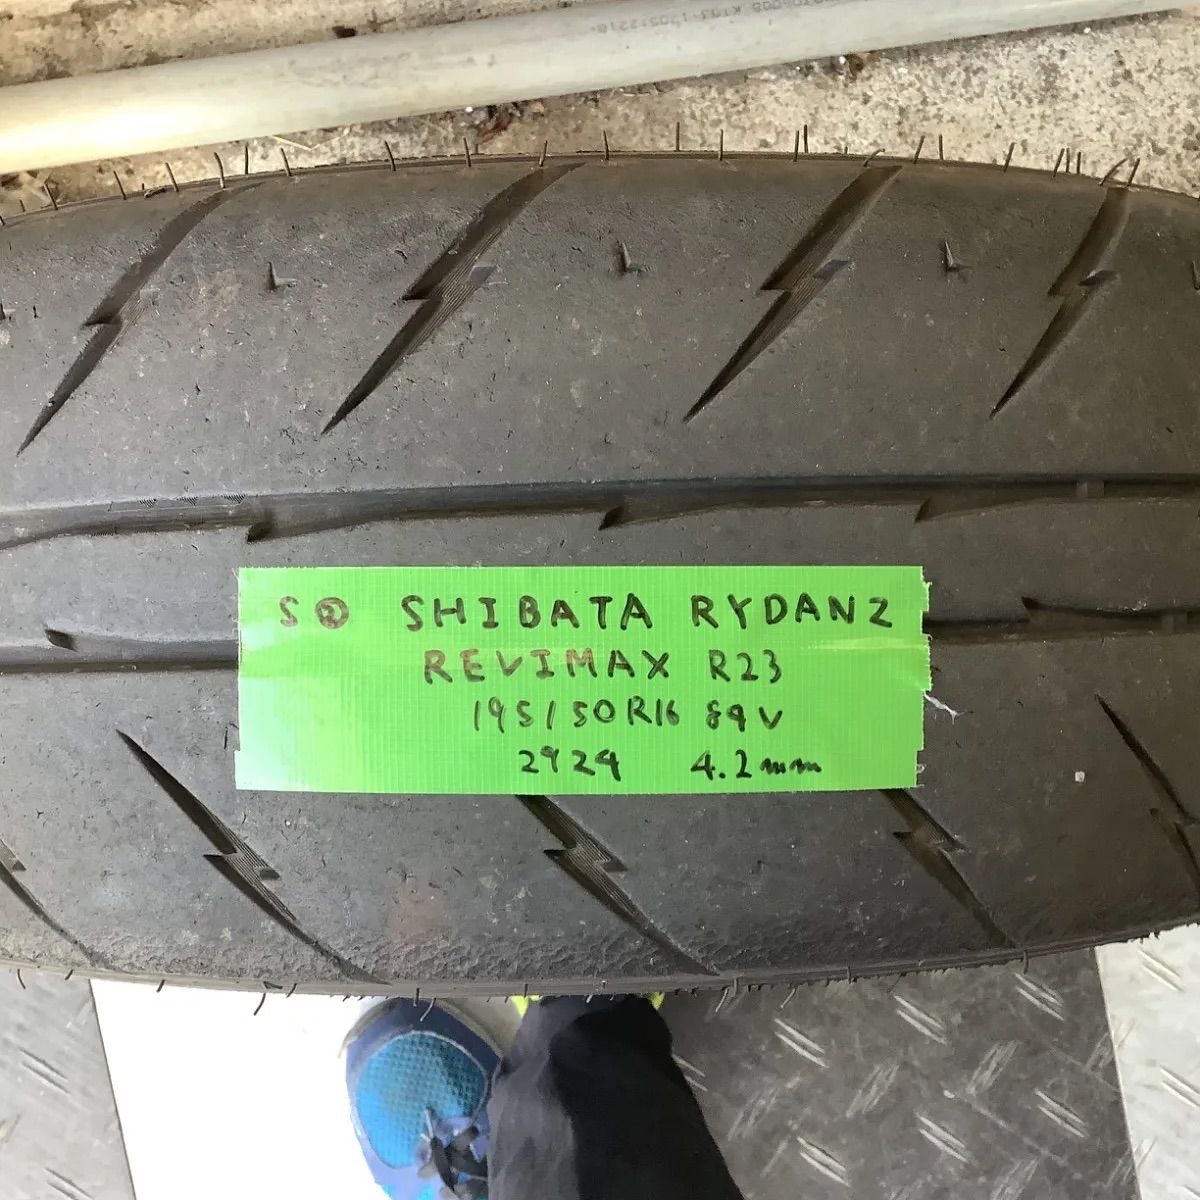 S② SHIBATA RYDANZ
REVIMAX R23
195/50R16 84V
2924 4.2mm